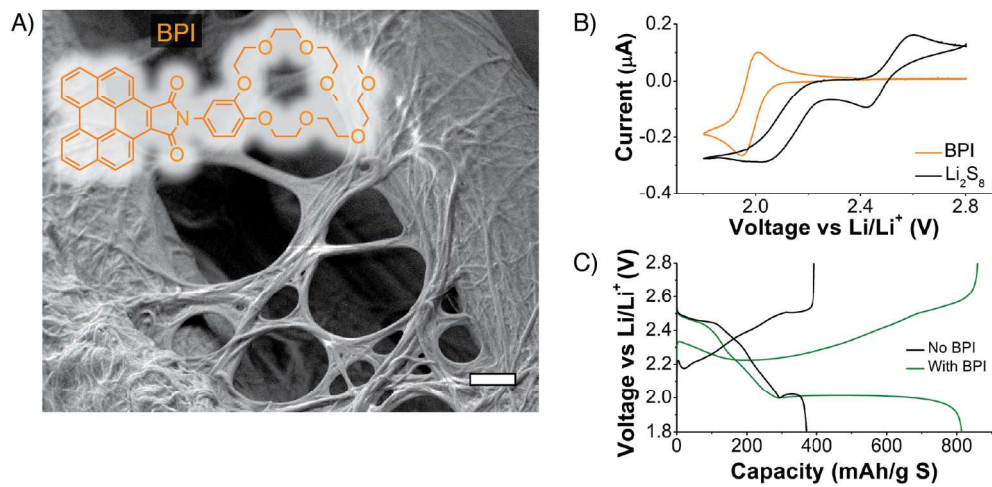 A)
BPI
O
O
O
O
O
O
N
O
O
O
O
B)
Current (µA)
0.4
0.0
-0.2
-0.4
BPI
Li₂S₈
2.0
2.4
2.8
Voltage vs Li/Li⁺ (V)
C)
Voltage vs Li/Li⁺ (V)
2.8
2.6
2.4
2.2
2.0
1.8
No BPI
With BPI
0
200
400
600
800
Capacity (mAh/g S)